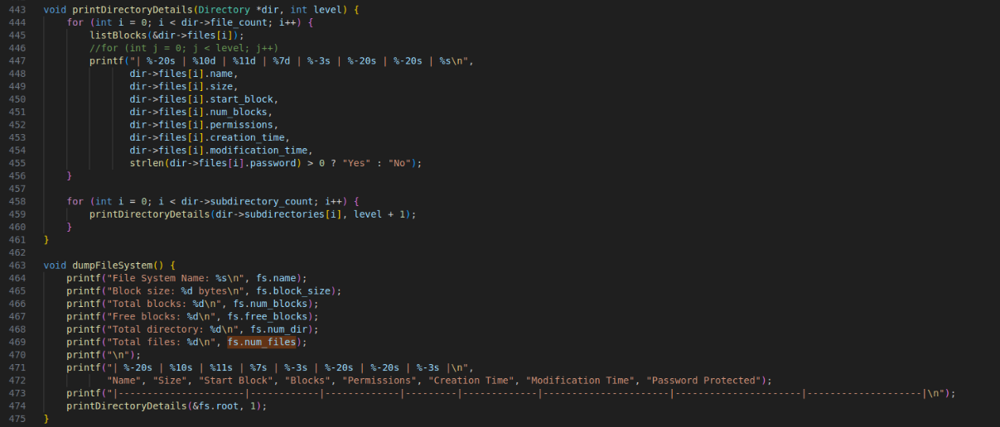 443 void printDirectoryDetails(Directory *dir, int level) {
444     for (int i = 0; i < dir->file_count; i++) {
445         listBlocks(&dir->files[i]);
446         //for (int j = 0; j < level; j++)
447         printf("| %-20s | %10d | %11d | %7d | %-3s | %-20s | %-20s | %s\n",
448                dir->files[i].name,
449                dir->files[i].size,
450                dir->files[i].start_block,
451                dir->files[i].num_blocks,
452                dir->files[i].permissions,
453                dir->files[i].creation_time,
454                dir->files[i].modification_time,
455                strlen(dir->files[i].password) > 0 ? "Yes" : "No");
456     }
457
458     for (int i = 0; i < dir->subdirectory_count; i++) {
459         printDirectoryDetails(dir->subdirectories[i], level + 1);
460     }
461 }
462
463 void dumpFileSystem() {
464     printf("File System Name: %s\n", fs.name);
465     printf("Block size: %d bytes\n", fs.block_size);
466     printf("Total blocks: %d\n", fs.num_blocks);
467     printf("Free blocks: %d\n", fs.free_blocks);
468     printf("Total directory: %d\n", fs.num_dir);
469     printf("Total files: %d\n", fs.num_files);
470     printf("\n");
471     printf("| %-20s | %10s | %11s | %7s | %-3s | %-20s | %-20s | %-3s |\n",
472            "Name", "Size", "Start Block", "Blocks", "Permissions", "Creation Time", "Modification Time", "Password Protected");
473     printf("|----------------------|------------|-------------|---------|-------------|----------------------|----------------------|--------------------|\n");
474     printDirectoryDetails(&fs.root, 1);
475 }